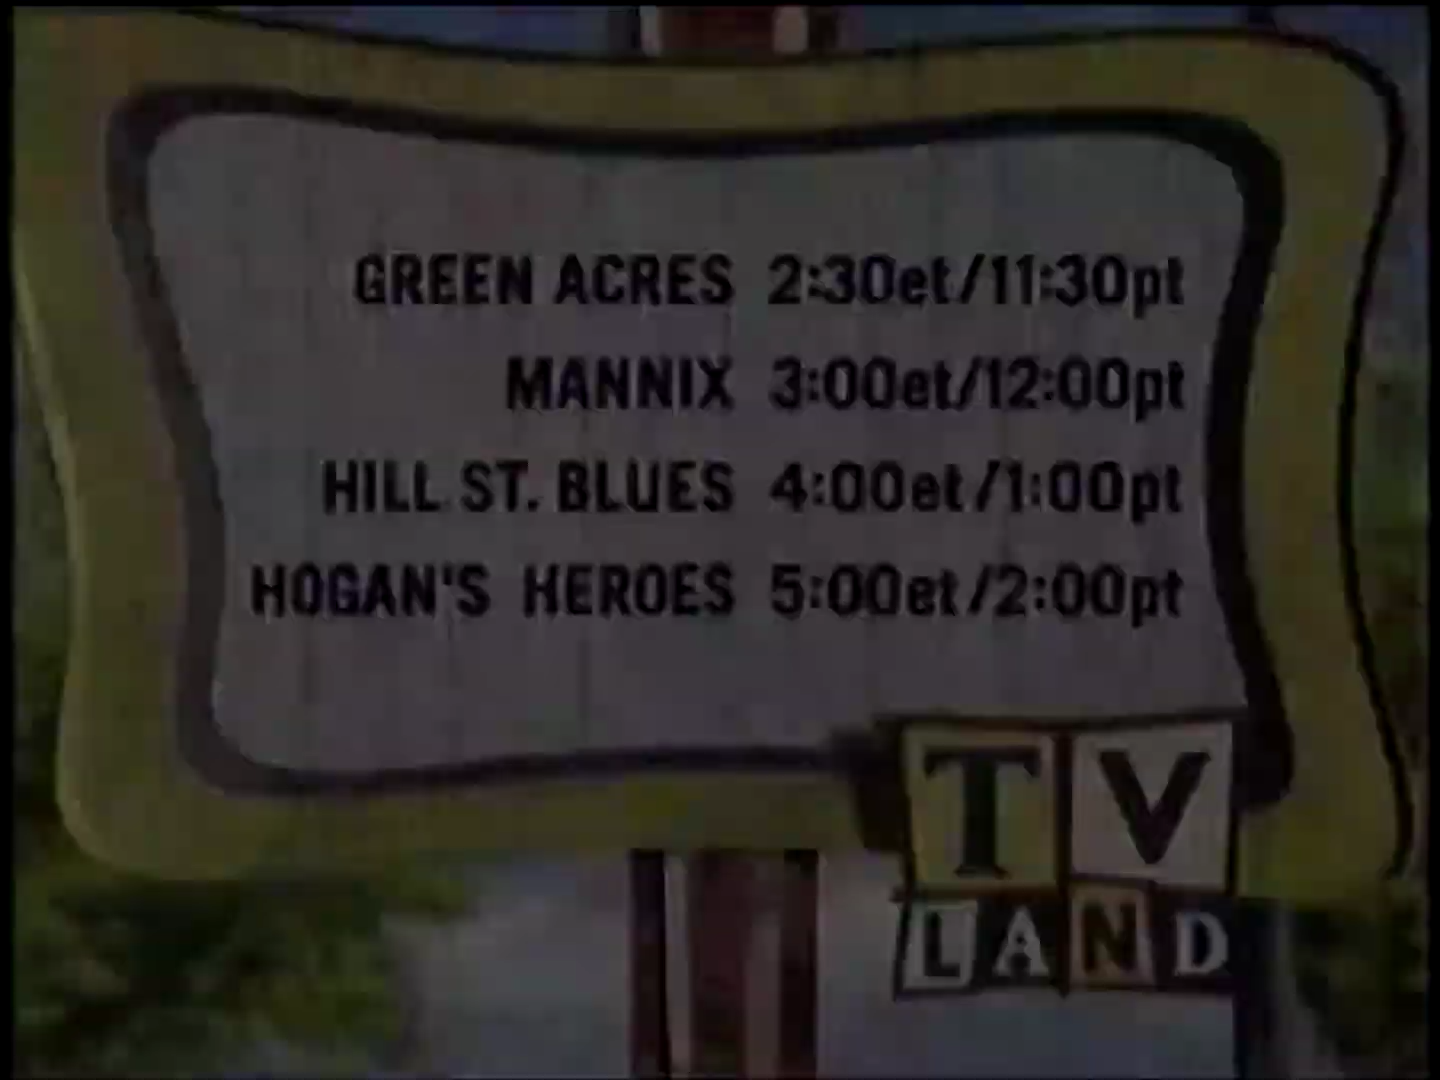 GREEN ACRES 2:30et/11:30pt
MANNIX 3:00et/12:00pt
HILL ST. BLUES 4:00et/1:00pt
HOGAN'S HEROES 5:00et/2:00pt
TV
LAND